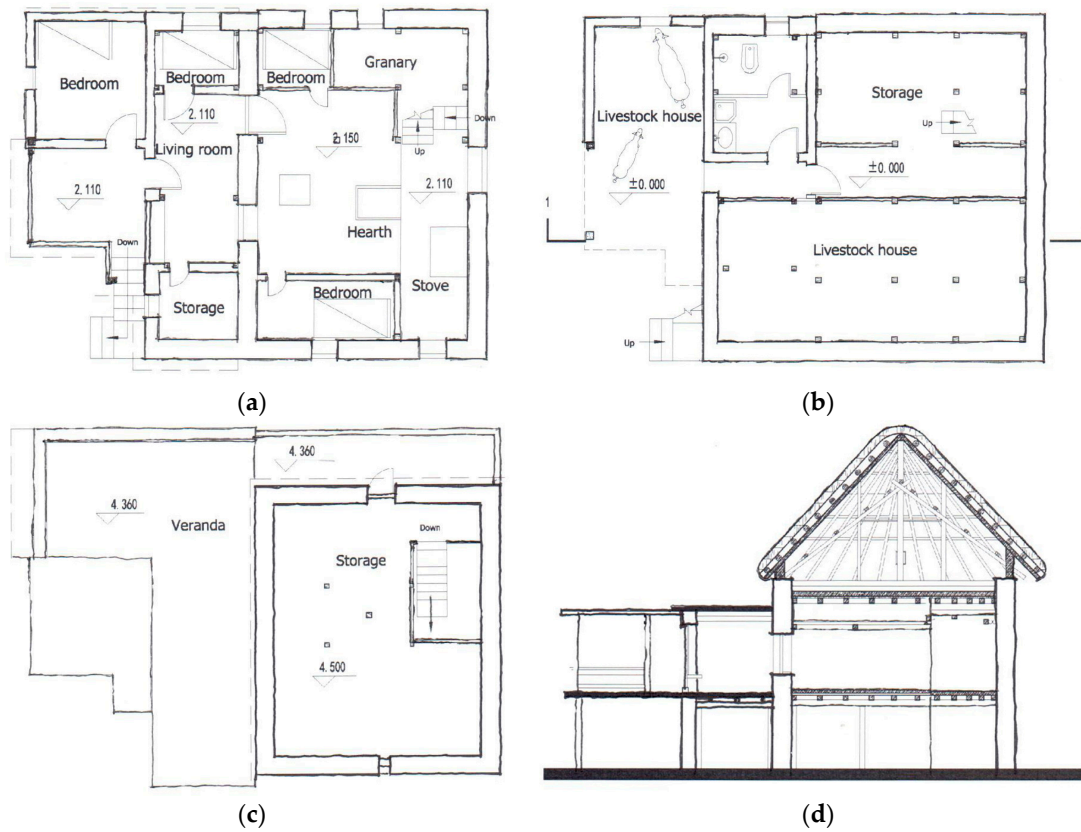 Bedroom
Bedroom
Bedroom
Granary
2.110
Down
Up
2.150
Living room
2.110
2.110
Hearth
Down
Bedroom
Stove
Storage
(a)
Livestock house
Storage
Up
±0.000
±0.000
1
Livestock house
Up
(b)
4.360
4.360
Veranda
Down
Storage
4.500
(c)
(d)